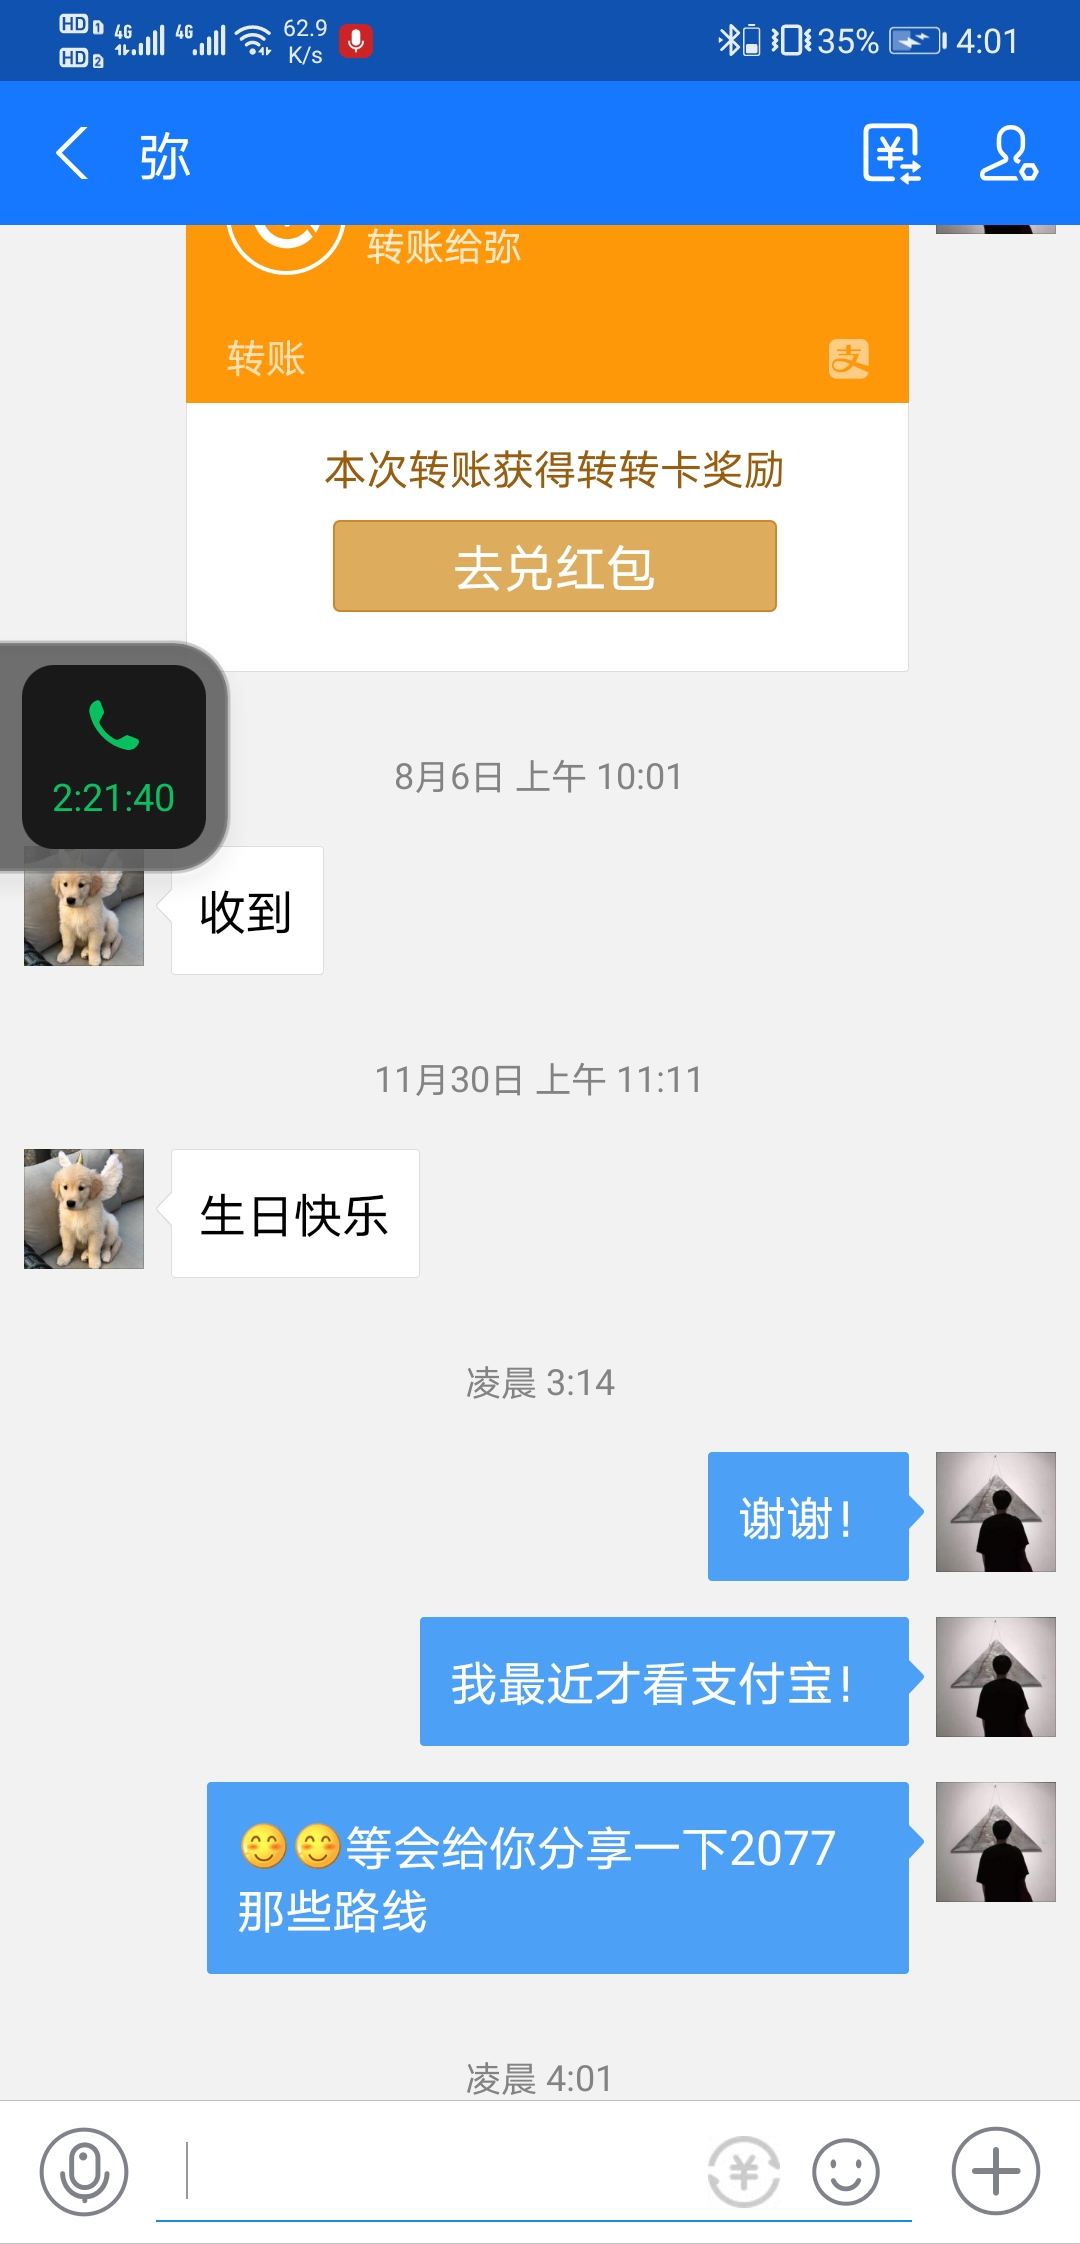 HD 1 4G 4G 62.9 35% 4:01
HD 2 K/s
弥
转账给弥
转账 支
本次转账获得转转卡奖励
去兑红包
2:21:40
8月6日 上午 10:01
收到
11月30日 上午 11:11
生日快乐
凌晨 3:14
谢谢!
我最近才看支付宝!
😊😊等会给你分享一下2077
那些路线
凌晨 4:01